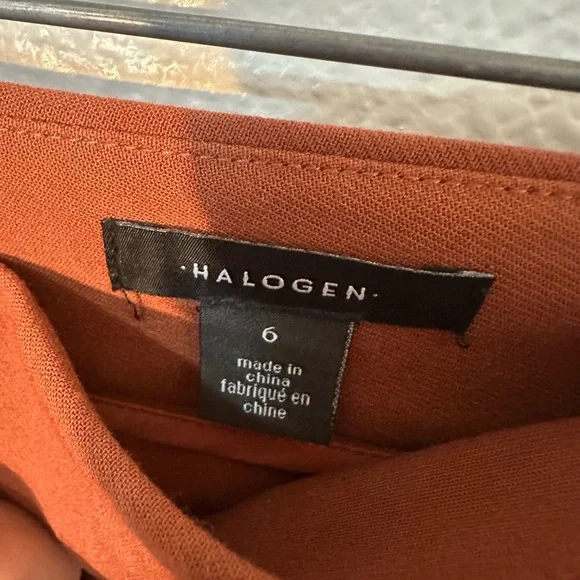 ·HALOGEN·
6
made in
china
fabriqué en
chine